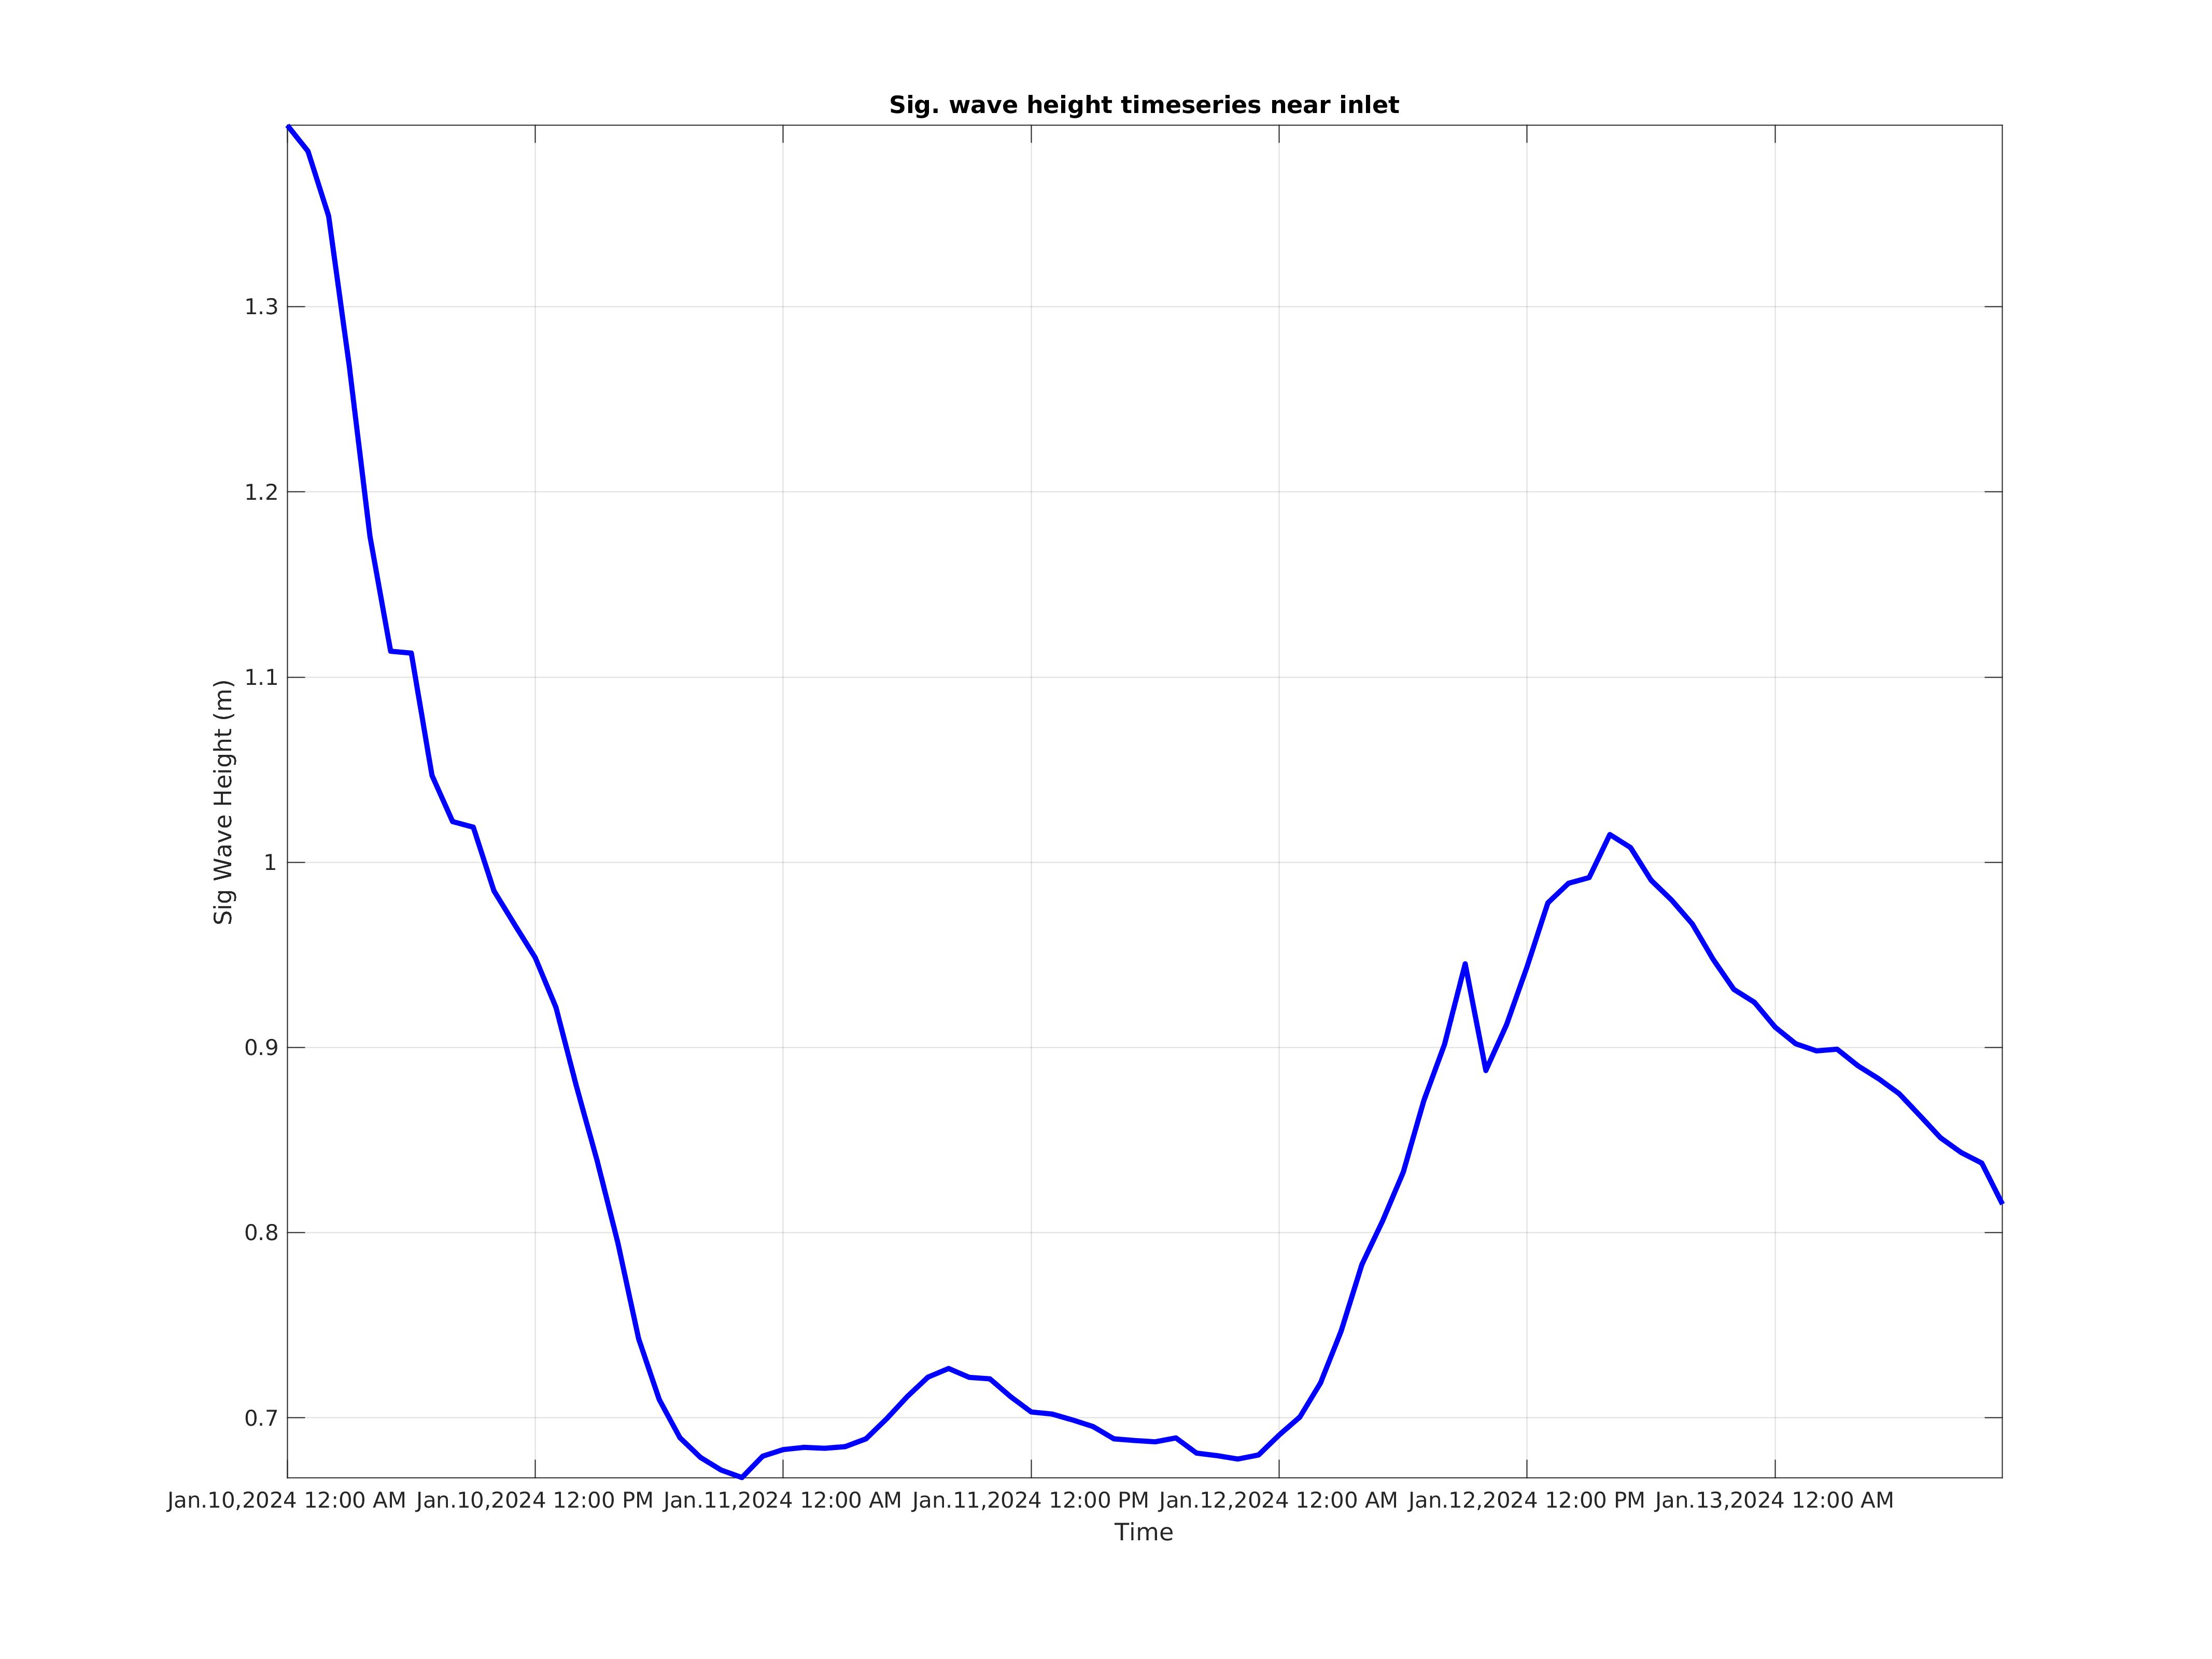 Sig. wave height timeseries near inlet
1.3
1.2
1.1
1
0.9
0.8
0.7
Sig Wave Height (m)
Jan.10,2024 12:00 AM Jan.10,2024 12:00 PM Jan.11,2024 12:00 AM Jan.11,2024 12:00 PM Jan.12,2024 12:00 AM Jan.12,2024 12:00 PM Jan.13,2024 12:00 AM
Time